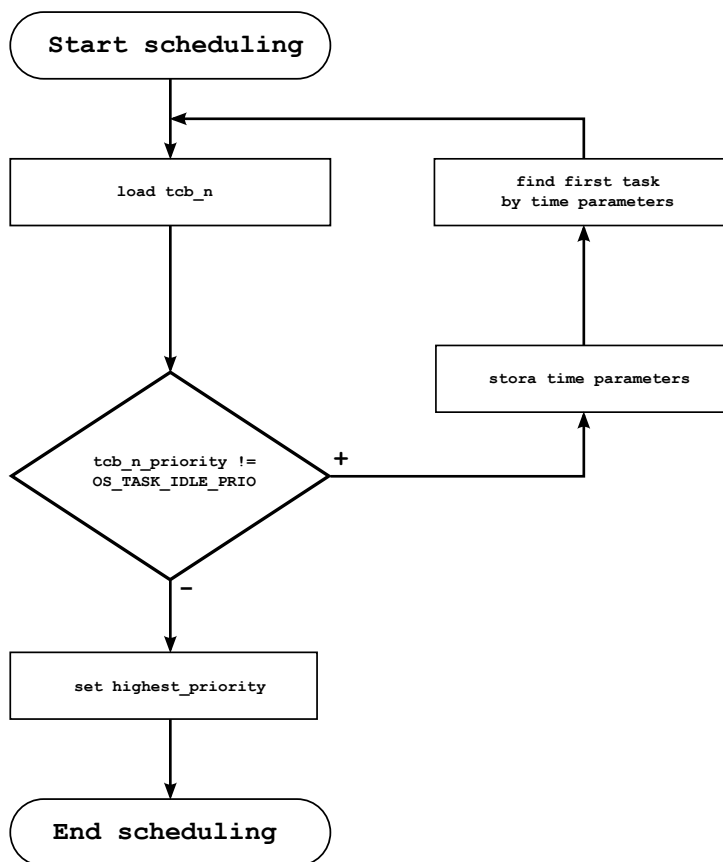 Start scheduling
load tcb_n
find first task
by time parameters
stora time parameters
tcb_n_priority !=
OS_TASK_IDLE_PRIO
+
-
set highest_priority
End scheduling